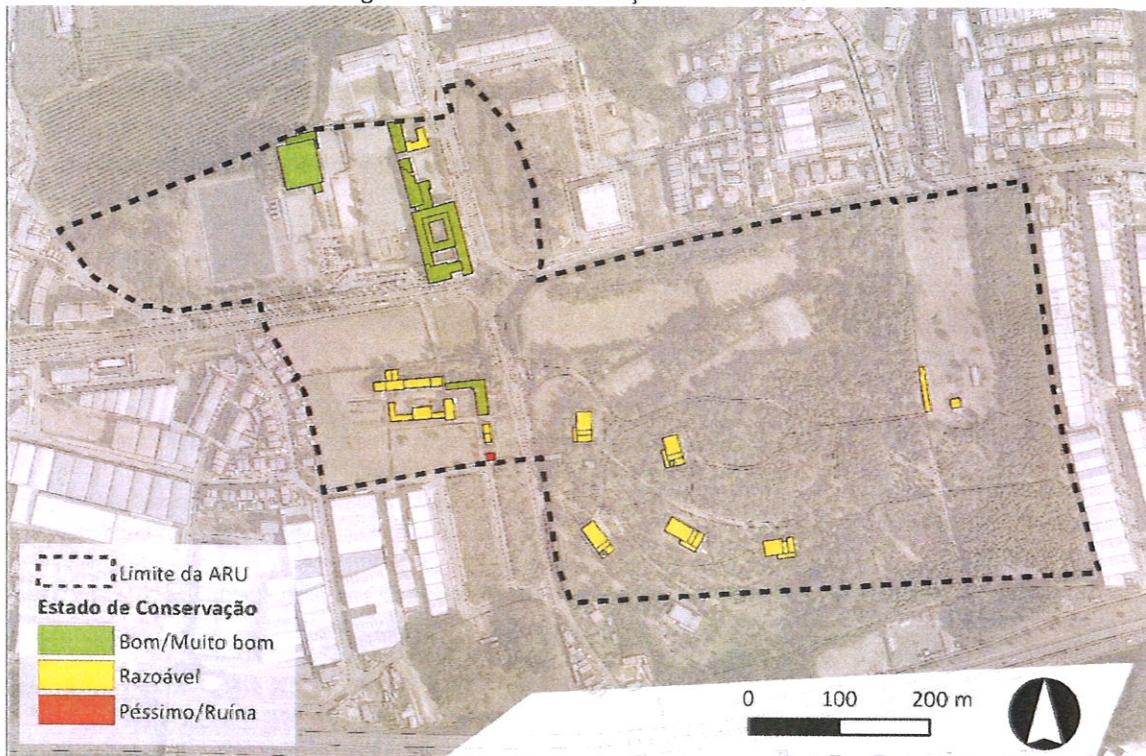 Limite da ARU
Estado de Conservação
Bom/Muito bom
Razoável
Péssimo/Ruína
0 100 200 m